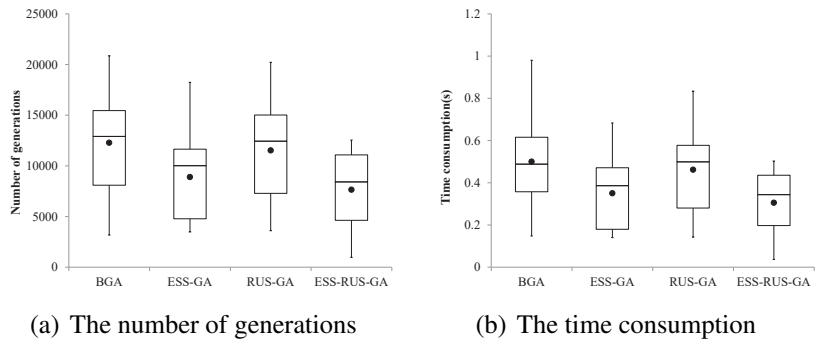 25000
20000
15000
10000
5000
0
Number of generations
BGA ESS-GA RUS-GA ESS-RUS-GA
(a) The number of generations
1.2
1
0.8
0.6
0.4
0.2
0
Time consumption(s)
BGA ESS-GA RUS-GA ESS-RUS-GA
(b) The time consumption